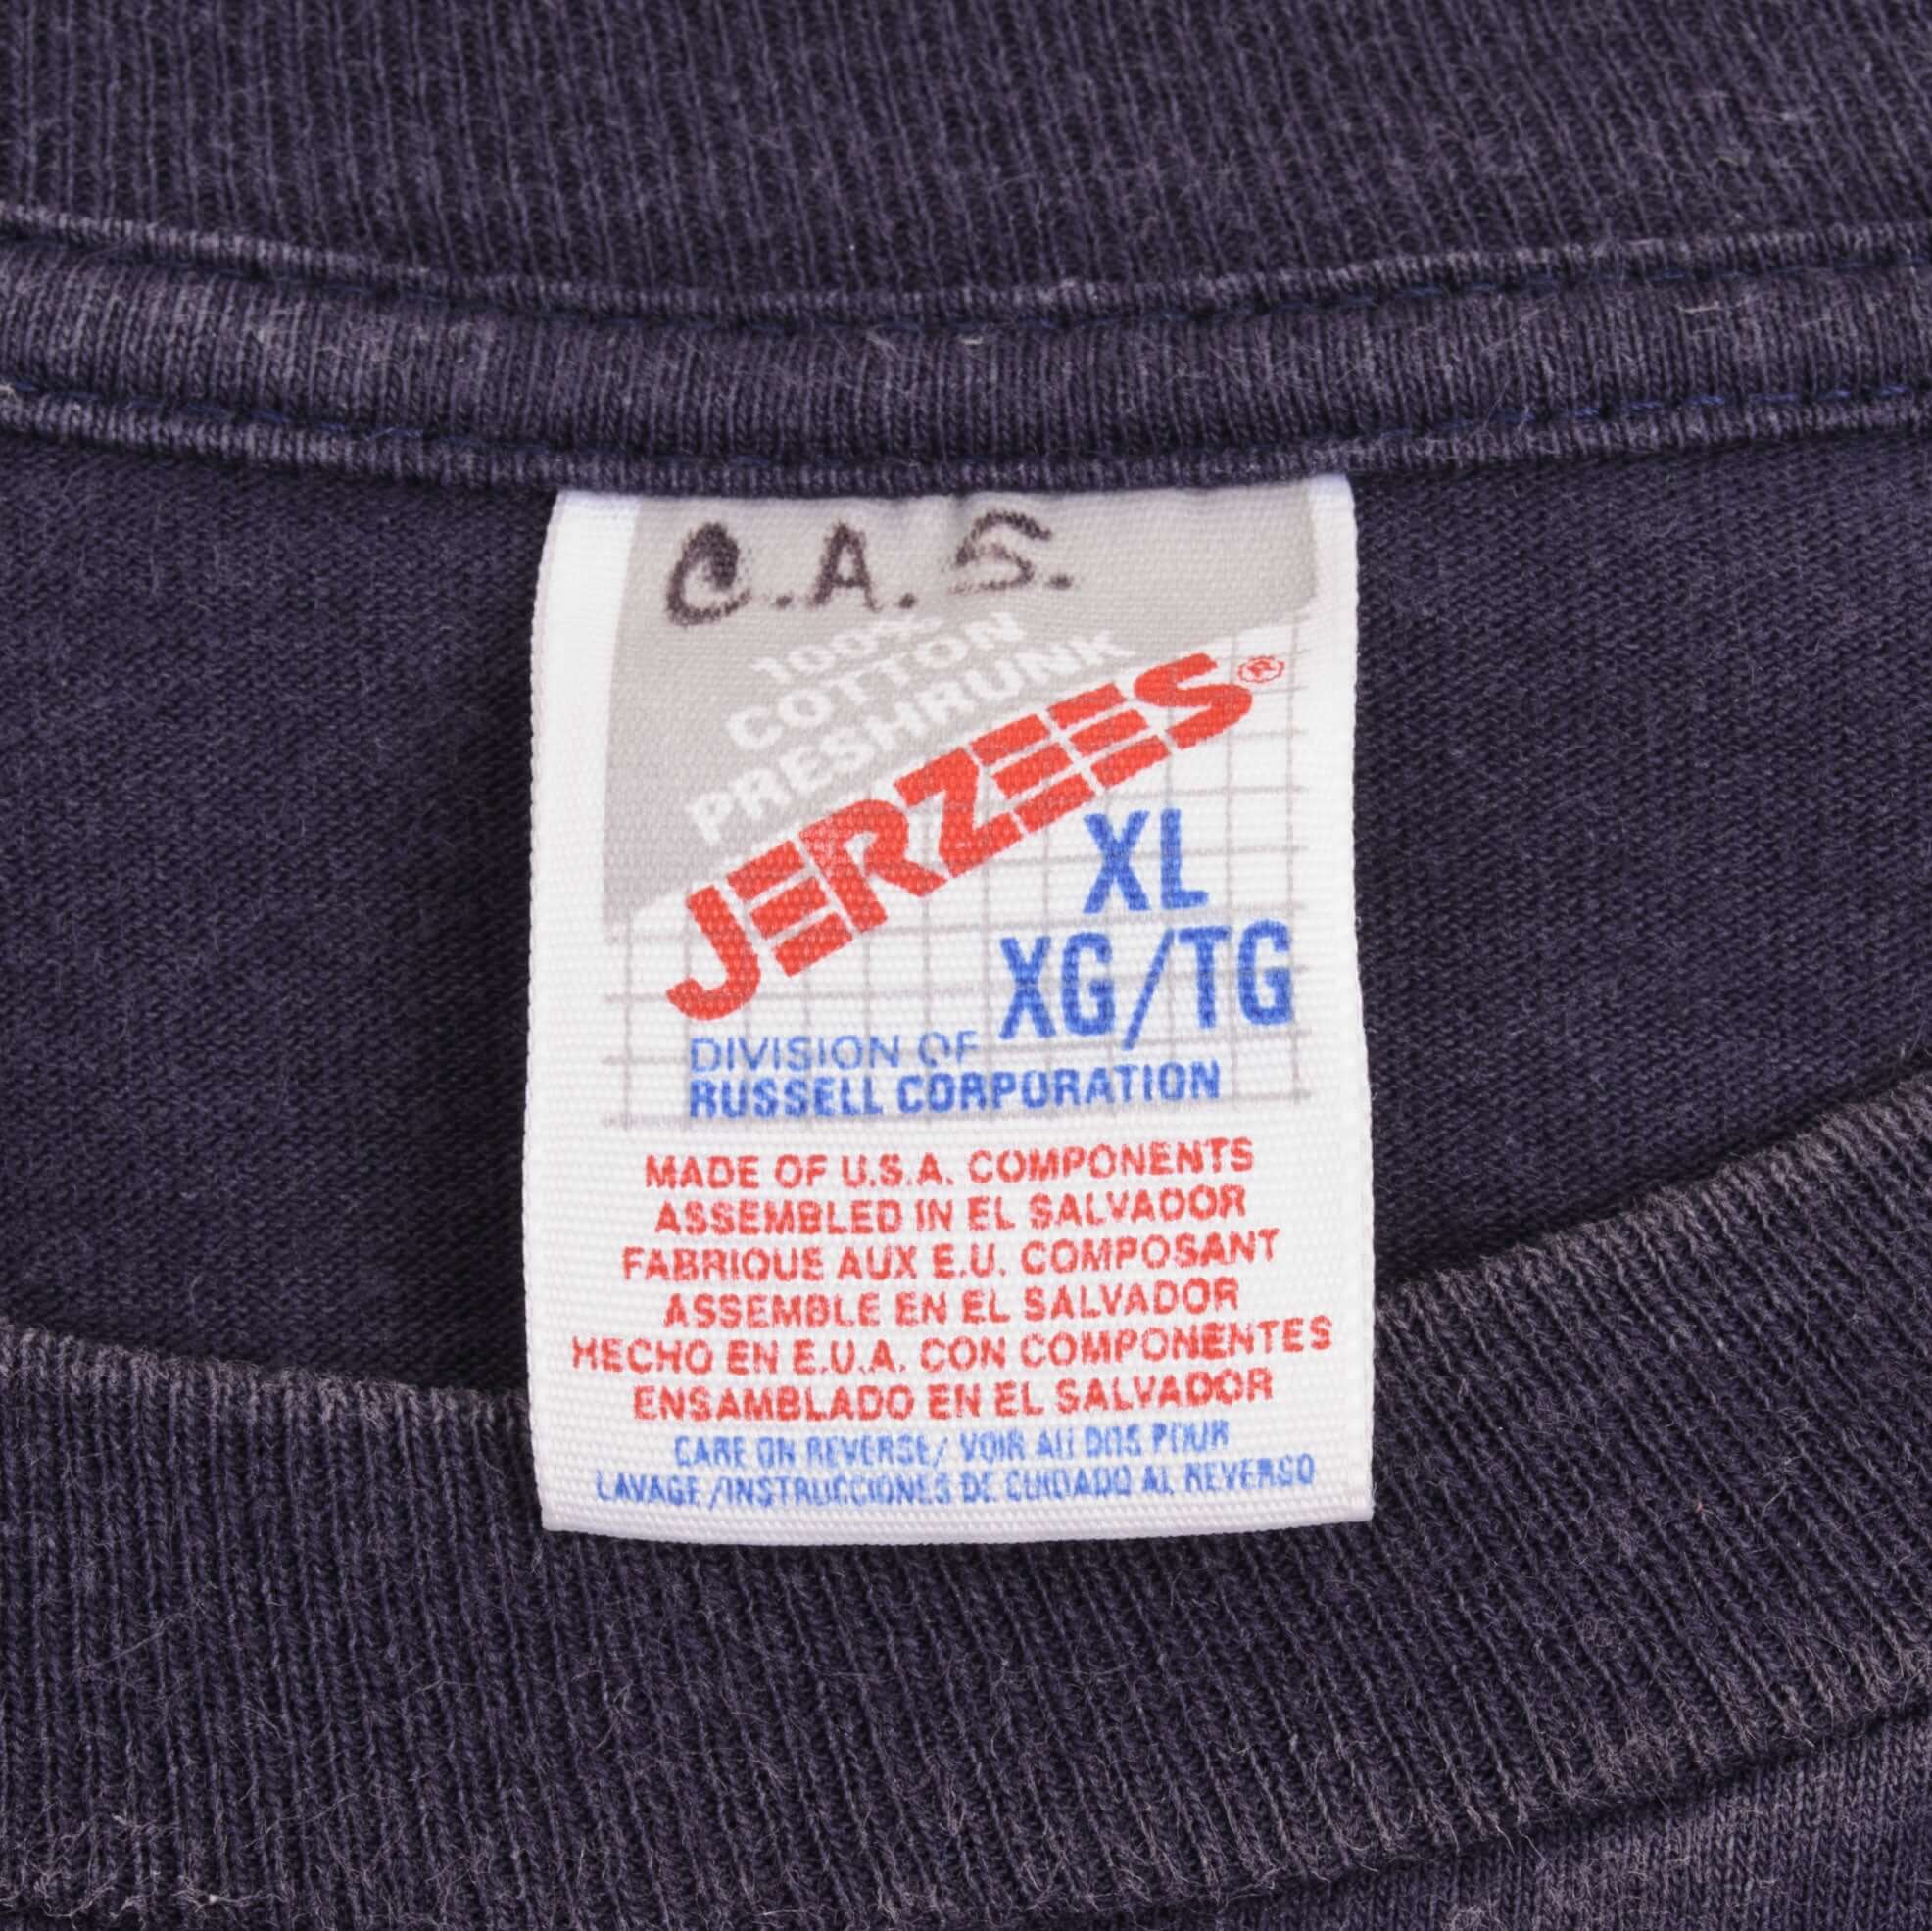 C.A.S.
100%
COTTON
PRESHRUNK
JERZEES®
XL
XG/TG
DIVISION OF
RUSSELL CORPORATION
MADE OF U.S.A. COMPONENTS
ASSEMBLED IN EL SALVADOR
FABRIQUE AUX E.U. COMPOSANT
ASSEMBLE EN EL SALVADOR
HECHO EN E.U.A. CON COMPONENTES
ENSAMBLADO EN EL SALVADOR
CARE ON REVERSE/ VOIR AU DOS POUR
LAVAGE/INSTRUCCIONES DE CUIDADO AL REVERSO